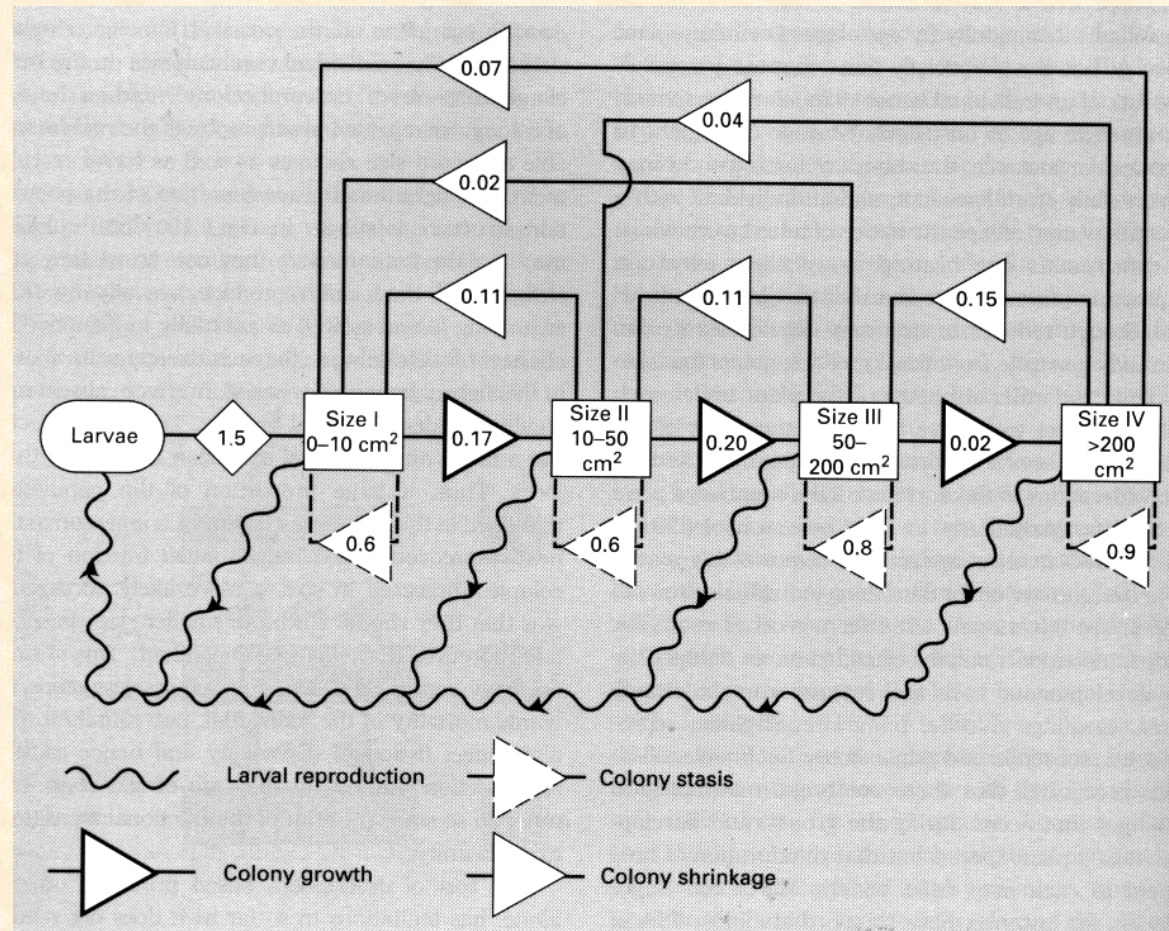 0.07
0.04
0.02
0.11
0.11
0.15
Larvae
1.5
Size I
0–10 cm²
0.17
Size II
10–50
cm²
0.20
Size III
50–
200 cm²
0.02
Size IV
>200
cm²
0.6
0.6
0.8
0.9
Larval reproduction
Colony stasis
Colony growth
Colony shrinkage